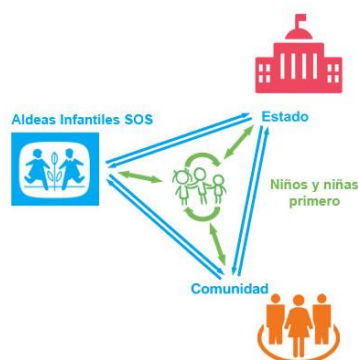 Estado
Aldeas Infantiles SOS
Niños y niñas
primero
Comunidad